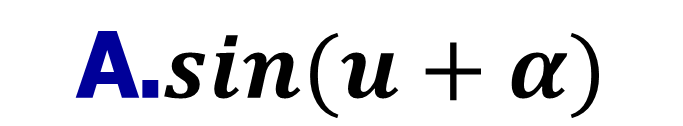 A.sin(u + α)